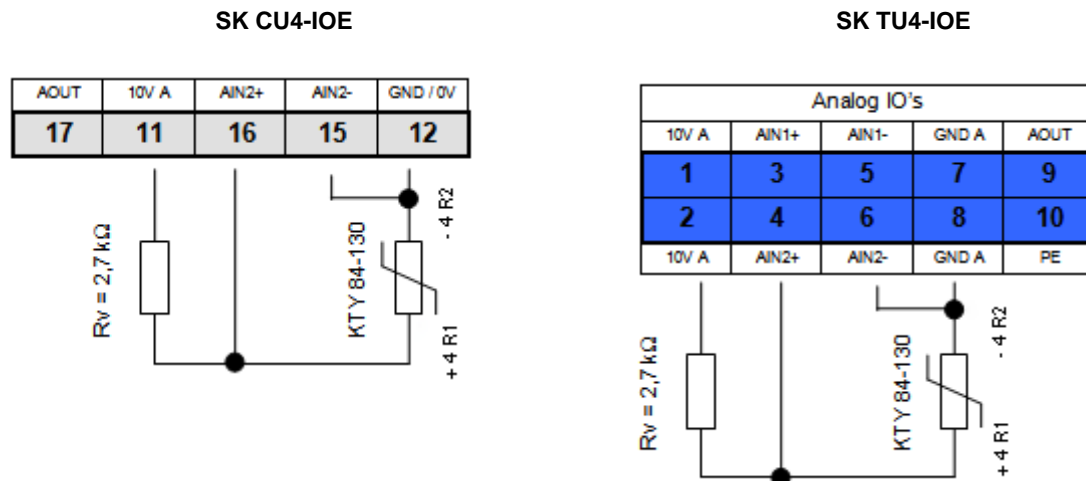 SK CU4-IOE
AOUT 10V A AIN2+ AIN2- GND / 0V
17 11 16 15 12
Rv = 2,7 kΩ
KTY 84-130
- 4 R2
+ 4 R1
SK TU4-IOE
Analog IO's
10V A AIN1+ AIN1- GND A AOUT
1 3 5 7 9
2 4 6 8 10
10V A AIN2+ AIN2- GND A PE
Rv = 2,7 kΩ
KTY 84-130
- 4 R2
+ 4 R1